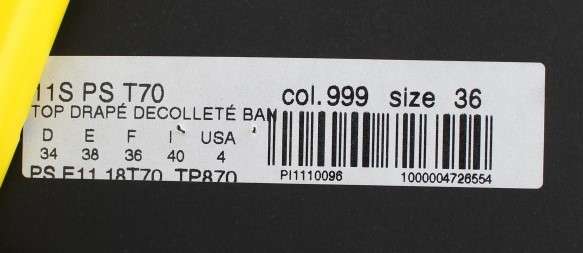 11S PS T70
TOP DRAPÉ DECOLLETÉ BAN
D E F I USA
34 38 36 40 4
PS E11 18T70 TP870
col.999 size 36
PI1110096 1000004726554